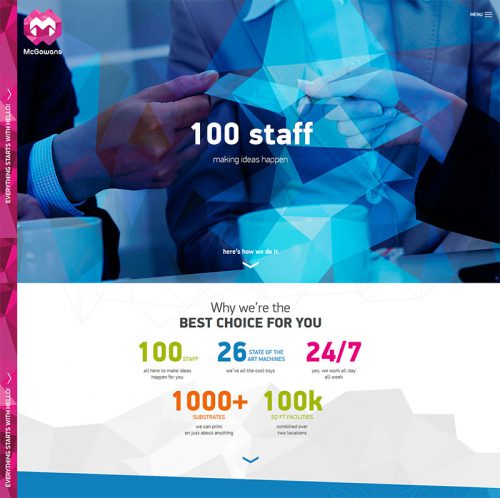 McGowans
MENU
EVERYTHING STARTS WITH HELLO!
100 staff
making ideas happen
here's how we do it
Why we're the
BEST CHOICE FOR YOU
100 STAFF
all here to make ideas
happen for you
26 STATE OF THE
ART MACHINES
we've all the cool toys
24/7
yes, we work all day
all week
1000+
SUBSTRATES
we can print
on just about anything
100k
SQ FT FACILITIES
combined over
two locations
EVERYTHING STARTS WITH HELLO!